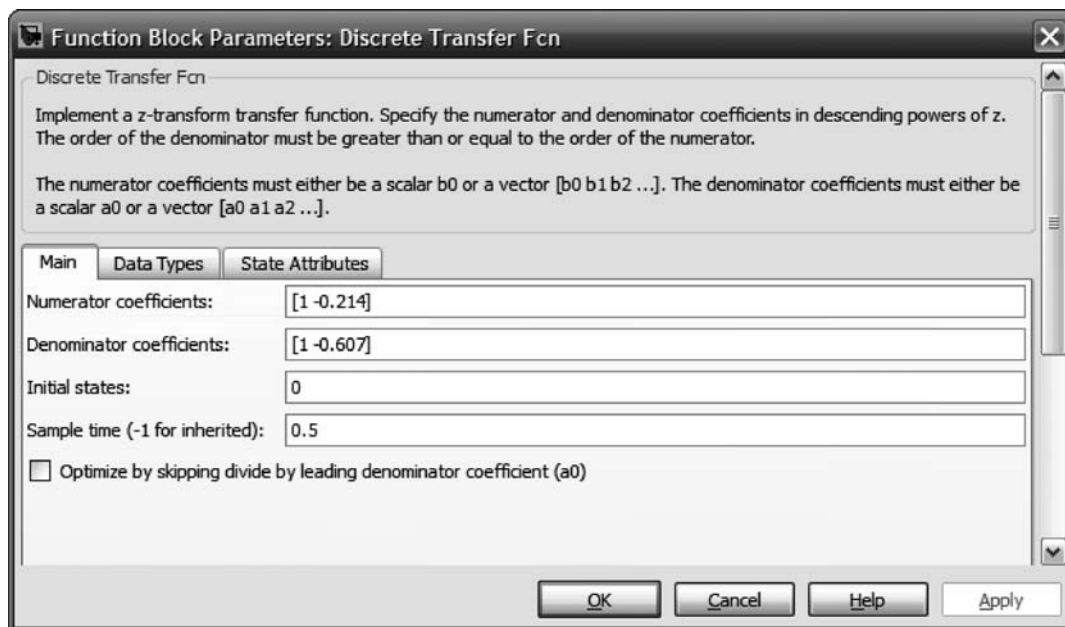 Function Block Parameters: Discrete Transfer Fcn
Discrete Transfer Fcn
Implement a z-transform transfer function. Specify the numerator and denominator coefficients in descending powers of z.
The order of the denominator must be greater than or equal to the order of the numerator.
The numerator coefficients must either be a scalar b0 or a vector [b0 b1 b2 ...]. The denominator coefficients must either be
a scalar a0 or a vector [a0 a1 a2 ...].
Main Data Types State Attributes
Numerator coefficients: [1 -0.214]
Denominator coefficients: [1 -0.607]
Initial states: 0
Sample time (-1 for inherited): 0.5
Optimize by skipping divide by leading denominator coefficient (a0)
OK Cancel Help Apply